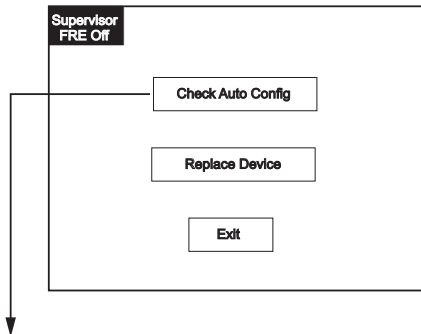 Supervisor
FRE Off
Check Auto Config
Replace Device
Exit